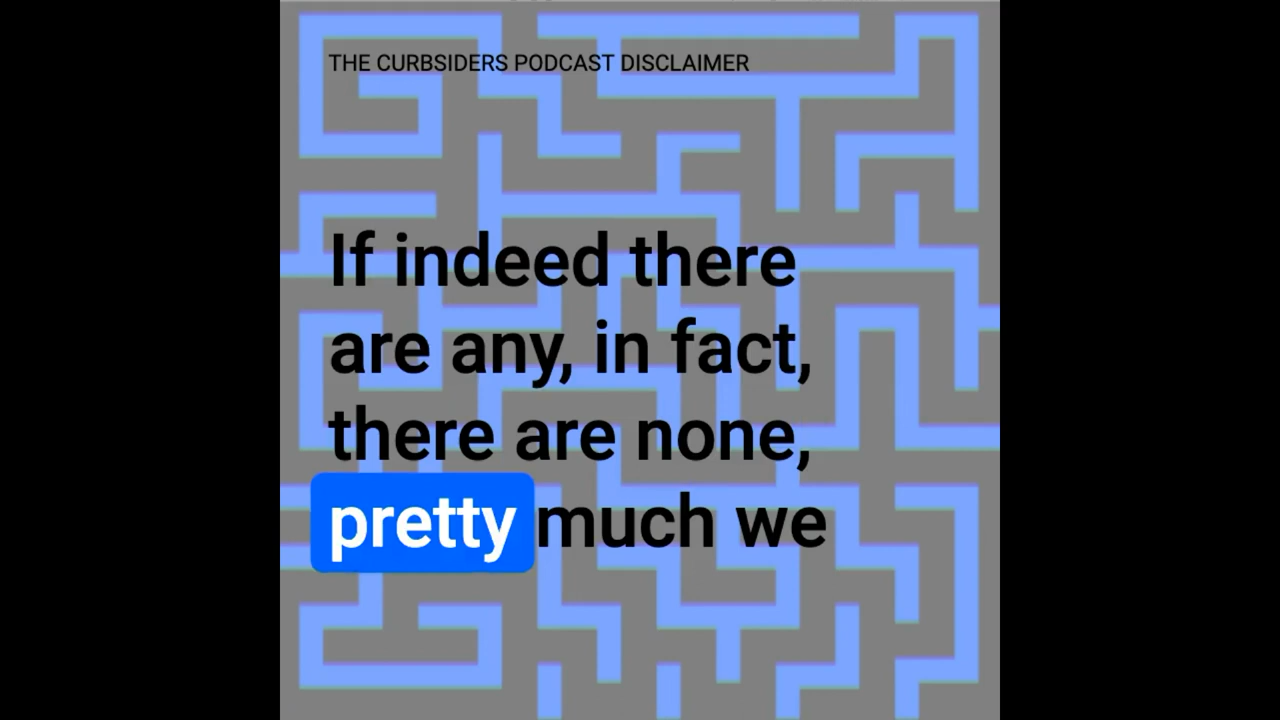 THE CURBSIDERS PODCAST DISCLAIMER
If indeed there
are any, in fact,
there are none,
pretty much we